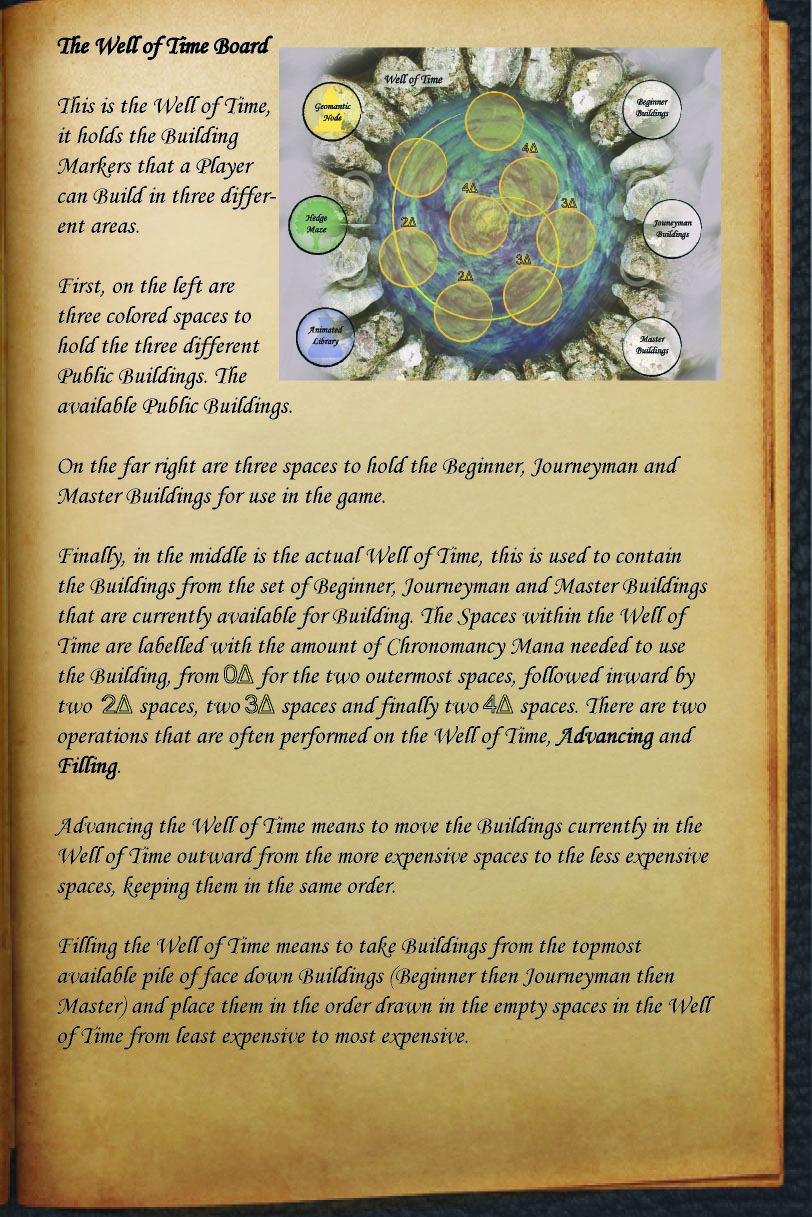 The Well of Time Board
This is the Well of Time,
it holds the Building
Markers that a Player
can Build in three differ-
ent areas.
First, on the left are
three colored spaces to
hold the three different
Public Buildings. The
available Public Buildings.
Well of Time
Geomantic
Node
Beginner
Buildings
4Δ
4Δ
3Δ
Hedge
Maze
2Δ
Jouneyman
Buildings
3Δ
2Δ
Animated
Library
Master
Buildings
On the far right are three spaces to hold the Beginner, Journeyman and
Master Buildings for use in the game.
Finally, in the middle is the actual Well of Time, this is used to contain
the Buildings from the set of Beginner, Journeyman and Master Buildings
that are currently available for Building. The Spaces within the Well of
Time are labelled with the amount of Chronomancy Mana needed to use
the Building, from 0Δ for the two outermost spaces, followed inward by
two 2Δ spaces, two 3Δ spaces and finally two 4Δ spaces. There are two
operations that are often performed on the Well of Time, Advancing and
Filling.
Advancing the Well of Time means to move the Buildings currently in the
Well of Time outward from the more expensive spaces to the less expensive
spaces, keeping them in the same order.
Filling the Well of Time means to take Buildings from the topmost
available pile of face down Buildings (Beginner then Journeyman then
Master) and place them in the order drawn in the empty spaces in the Well
of Time from least expensive to most expensive.